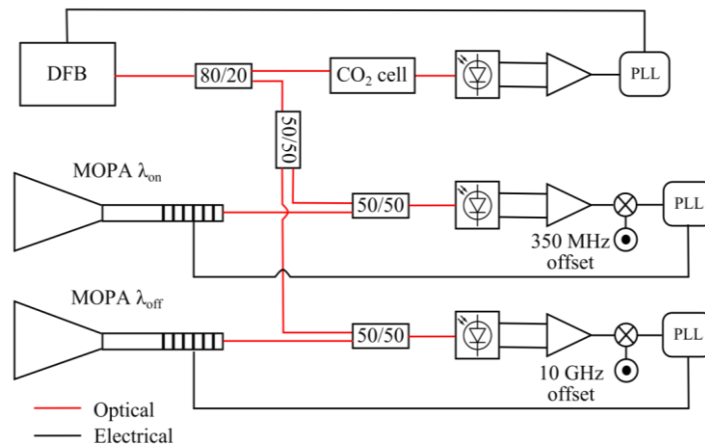 DFB
80/20
CO₂ cell
PLL
50/50
MOPA λon
50/50
PLL
350 MHz
offset
MOPA λoff
50/50
PLL
10 GHz
offset
Optical
Electrical